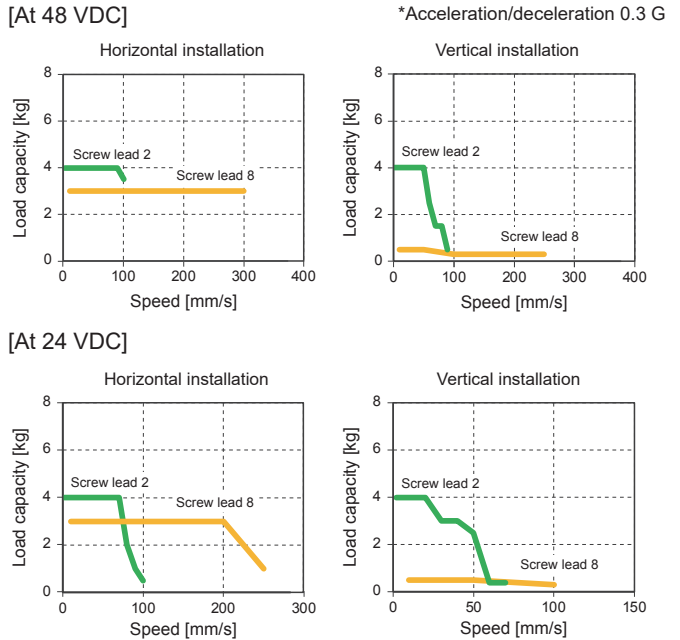 [At 48 VDC]
*Acceleration/deceleration 0.3 G
Horizontal installation
Load capacity [kg]
8
6
4
2
0
Screw lead 2
Screw lead 8
0 100 200 300 400
Speed [mm/s]
Vertical installation
Load capacity [kg]
8
6
4
2
0
Screw lead 2
Screw lead 8
0 100 200 300 400
Speed [mm/s]
[At 24 VDC]
Horizontal installation
Load capacity [kg]
8
6
4
2
0
Screw lead 2
Screw lead 8
0 100 200 300
Speed [mm/s]
Vertical installation
Load capacity [kg]
8
6
4
2
0
Screw lead 2
Screw lead 8
0 50 100 150
Speed [mm/s]